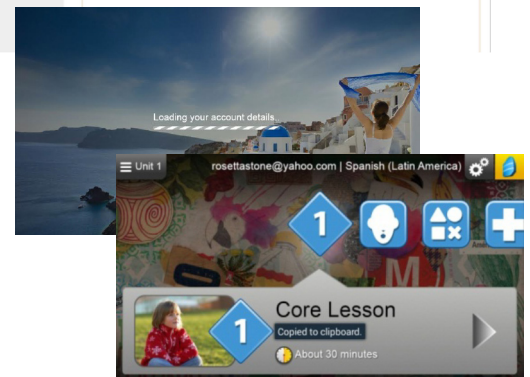 Loading your account details...
Unit 1
rosettastone@yahoo.com | Spanish (Latin America)
1
O
M
1
Core Lesson
Copied to clipboard.
About 30 minutes